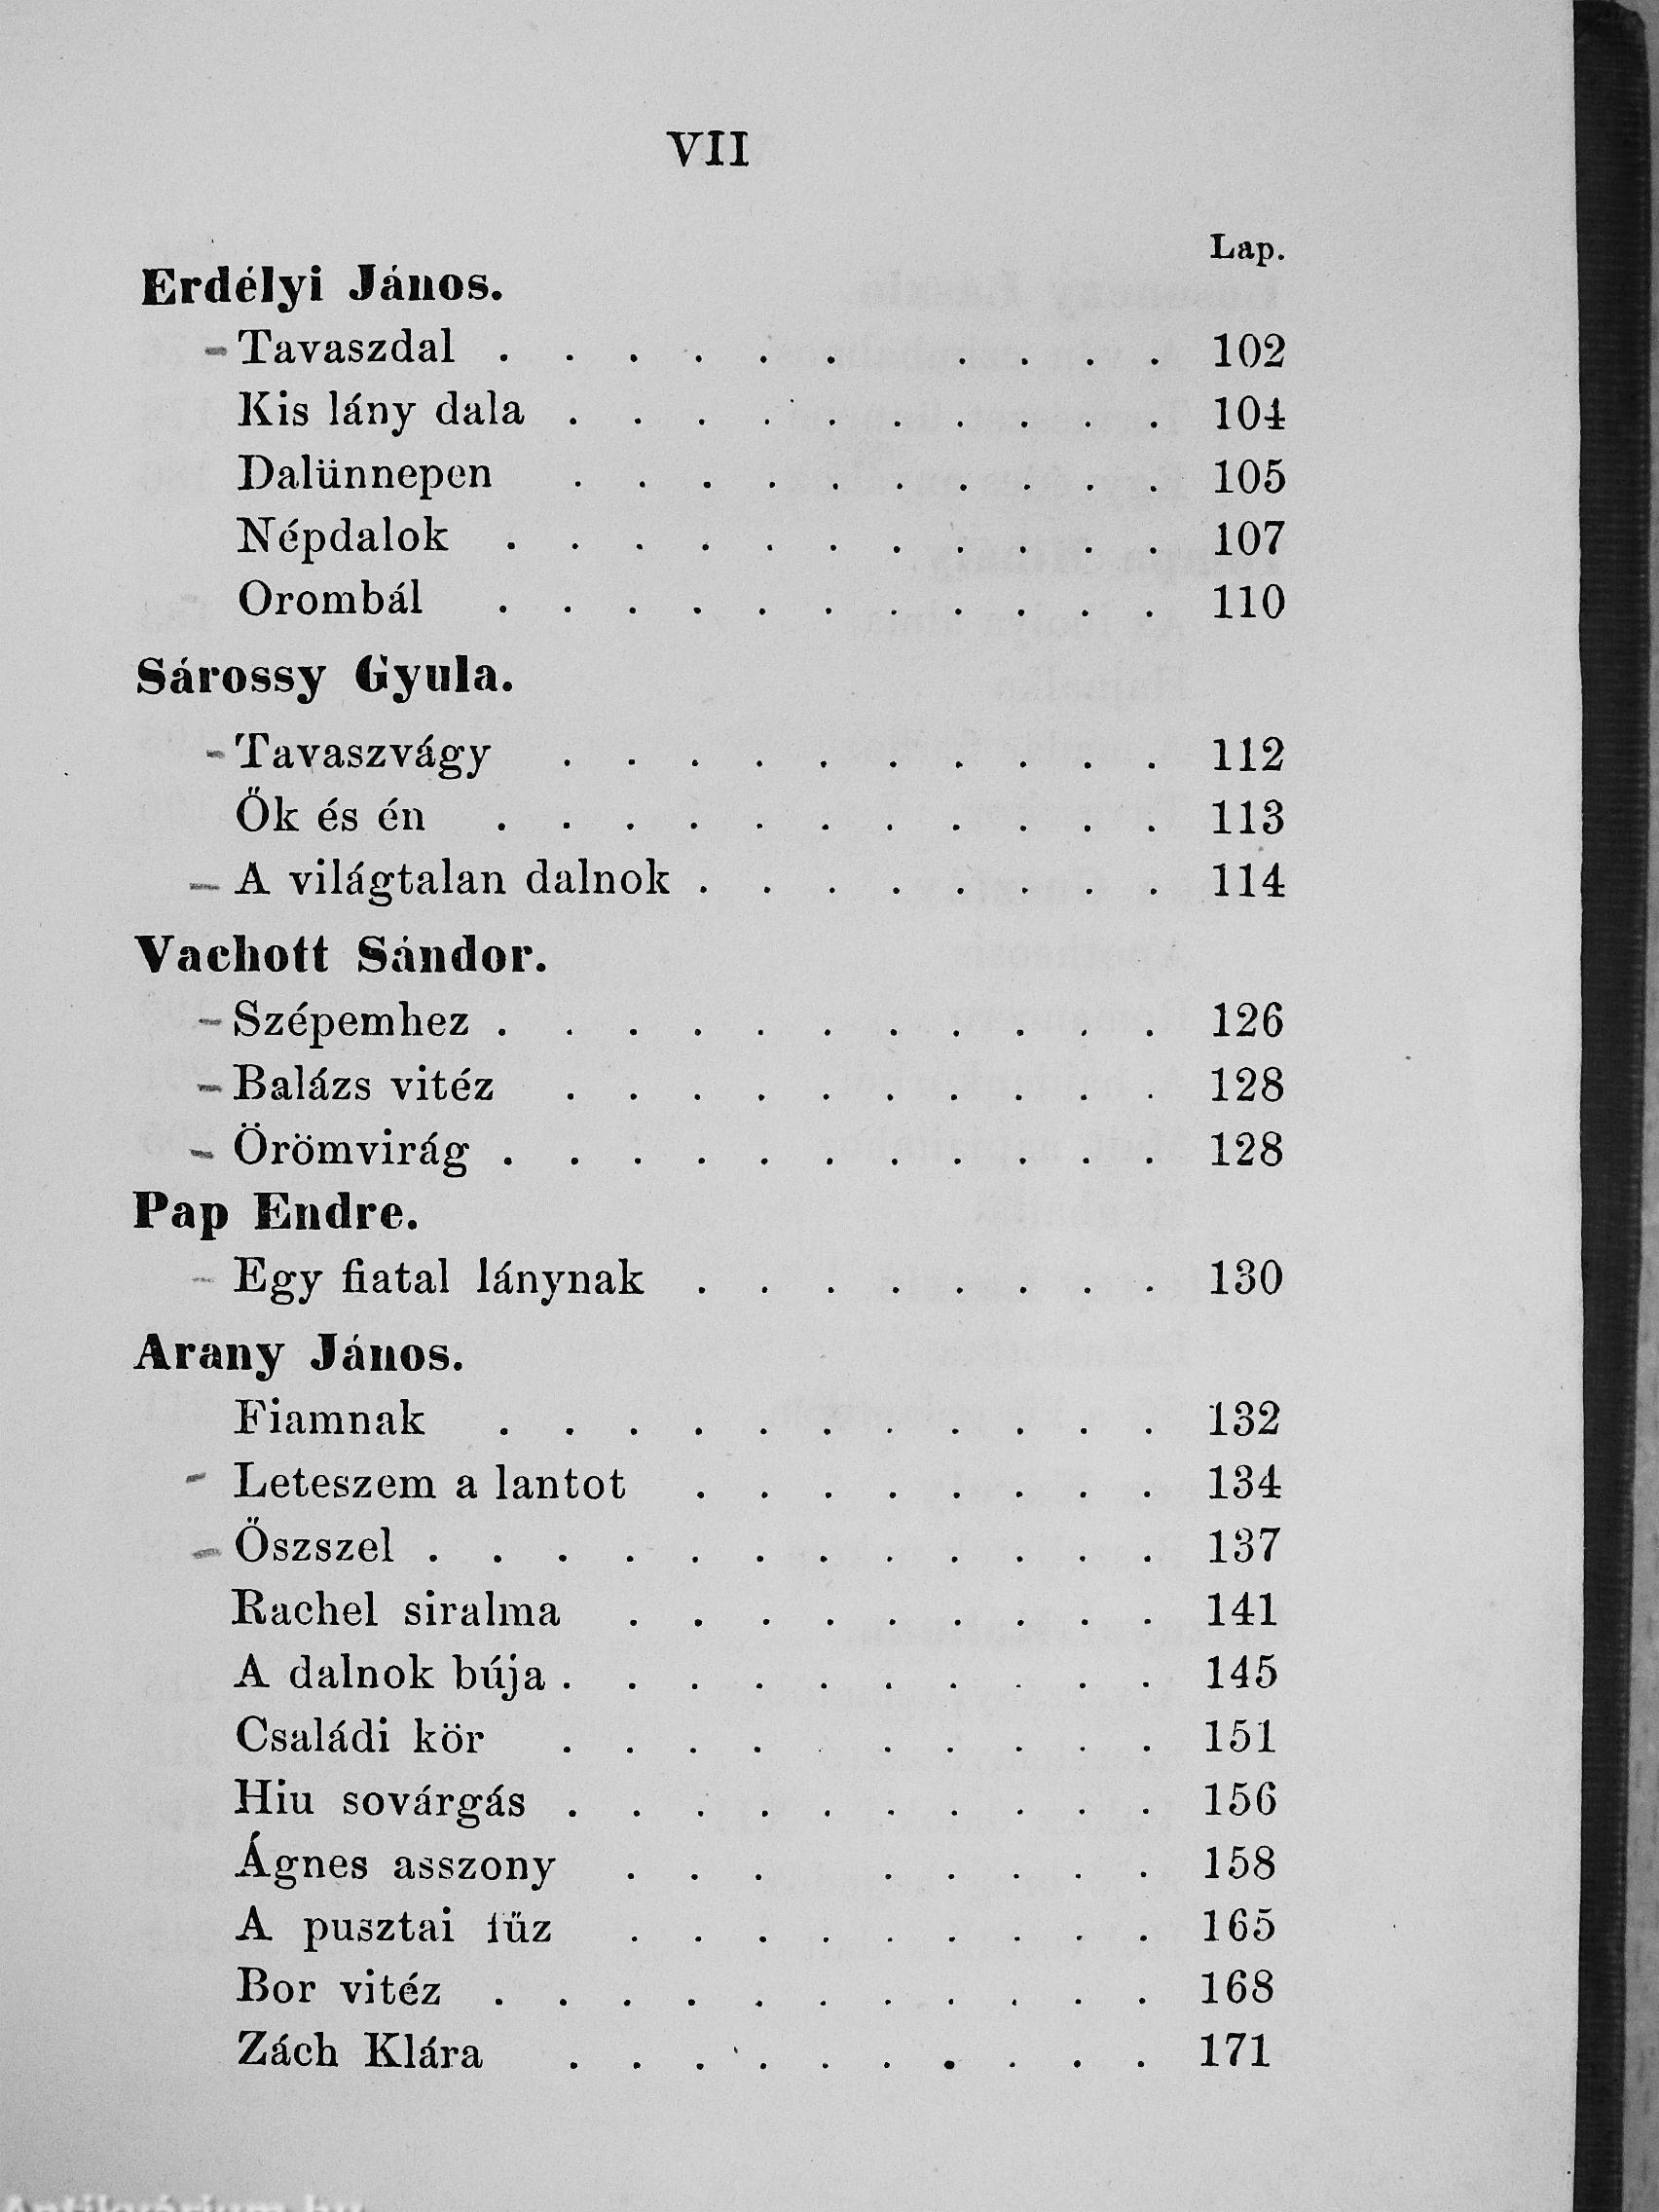 VII
Lap.
Erdélyi János.
- Tavaszdal . . . . . . . . . . 102
Kis lány dala . . . . . . . . . . 104
Dalünnepen . . . . . . . . . . 105
Népdalok . . . . . . . . . . . 107
Orombál . . . . . . . . . . . 110
Sárossy Gyula.
- Tavaszvágy . . . . . . . . . . 112
Ők és én . . . . . . . . . . . 113
- A világtalan dalnok . . . . . . . . 114
Vachott Sándor.
- Szépemhez . . . . . . . . . . . 126
- Balázs vitéz . . . . . . . . . . 128
- Örömvirág . . . . . . . . . . . 128
Pap Endre.
- Egy fiatal lánynak . . . . . . . . 130
Arany János.
Fiamnak . . . . . . . . . . . 132
- Leteszem a lantot . . . . . . . . 134
- Őszszel . . . . . . . . . . . . 137
Rachel siralma . . . . . . . . . 141
A dalnok búja . . . . . . . . . . 145
Családi kör . . . . . . . . . . 151
Hiu sovárgás . . . . . . . . . . 156
Ágnes asszony . . . . . . . . 158
A pusztai fűz . . . . . . . . . 165
Bor vitéz . . . . . . . . . . . 168
Zách Klára . . . . . . . . . . 171